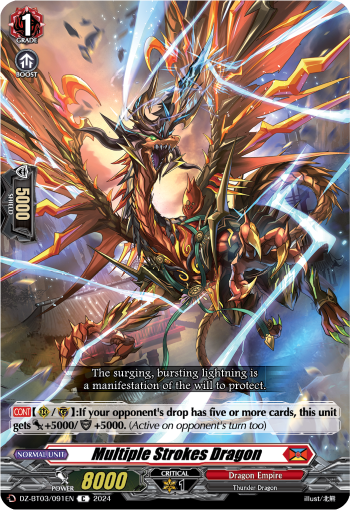 1
GRADE
BOOST
5000
SHIELD
The surging, bursting lightning is
a manifestation of the will to protect.
CONT【 / 】:If your opponent's drop has five or more cards, this unit
gets +5000/ +5000. (Active on opponent's turn too)
NORMAL UNIT Multiple Strokes Dragon
POWER 8000 CRITICAL 1 Dragon Empire
Thunder Dragon
DZ-BT03/091EN C 2024 illust/北熊